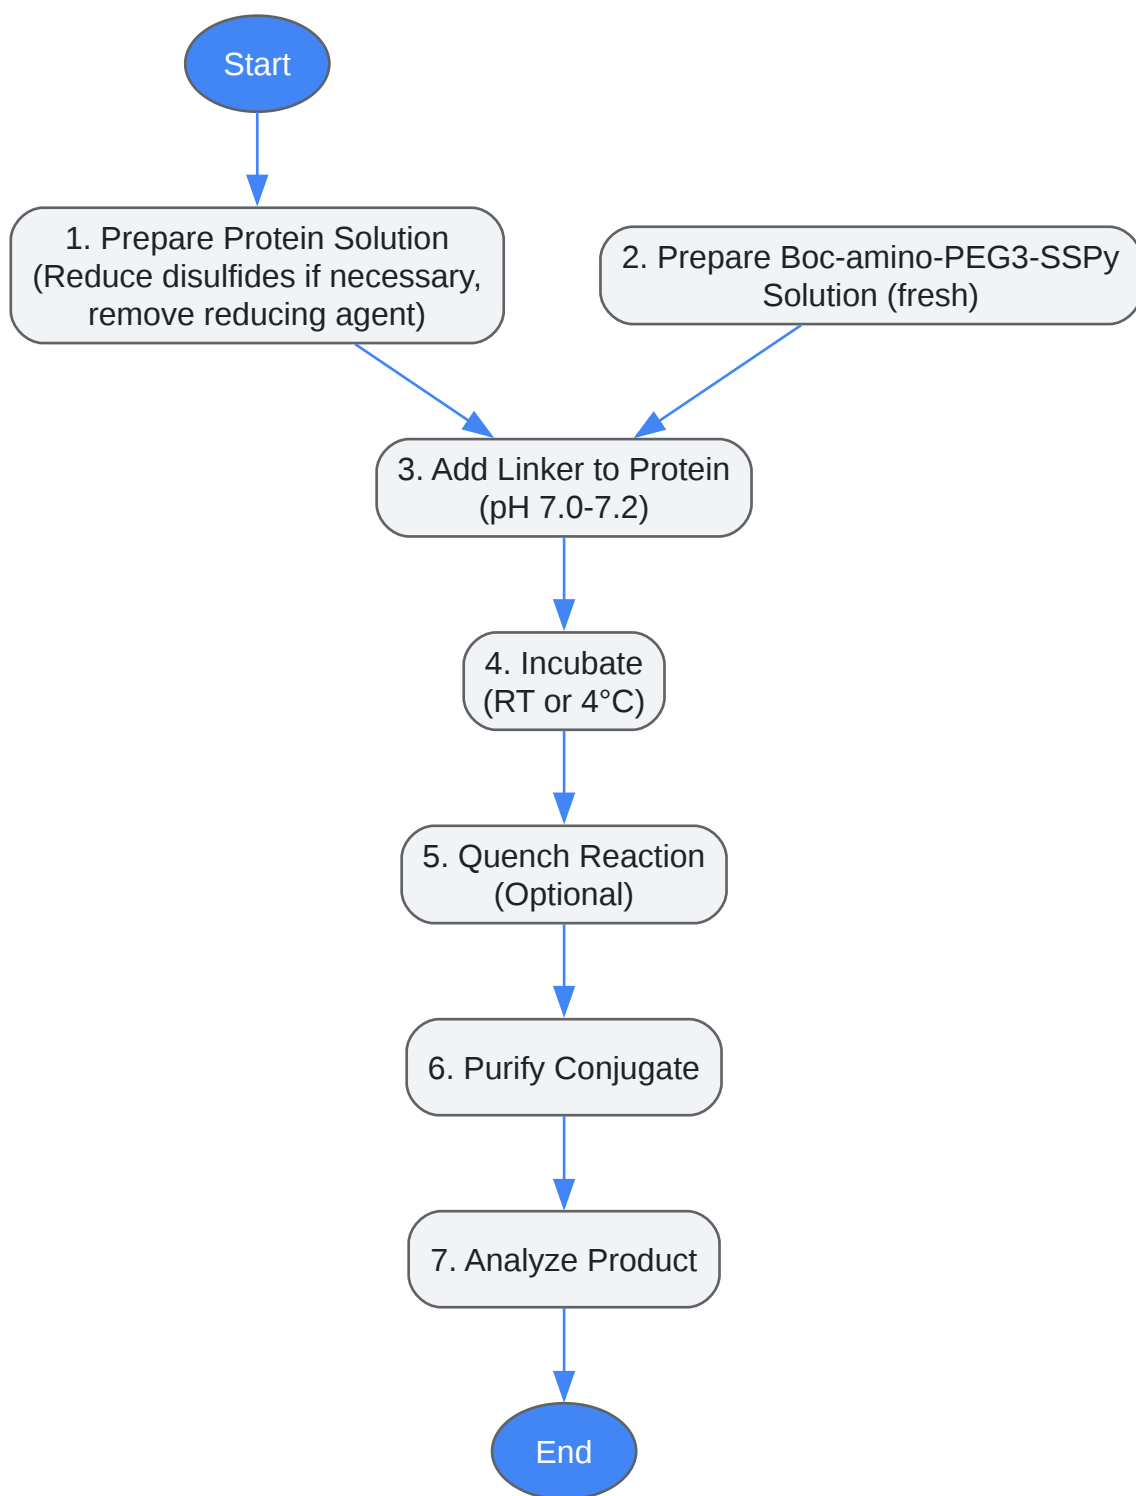 Start
1. Prepare Protein Solution
(Reduce disulfides if necessary,
remove reducing agent)
2. Prepare Boc-amino-PEG3-SSPy
Solution (fresh)
3. Add Linker to Protein
(pH 7.0-7.2)
4. Incubate
(RT or 4°C)
5. Quench Reaction
(Optional)
6. Purify Conjugate
7. Analyze Product
End